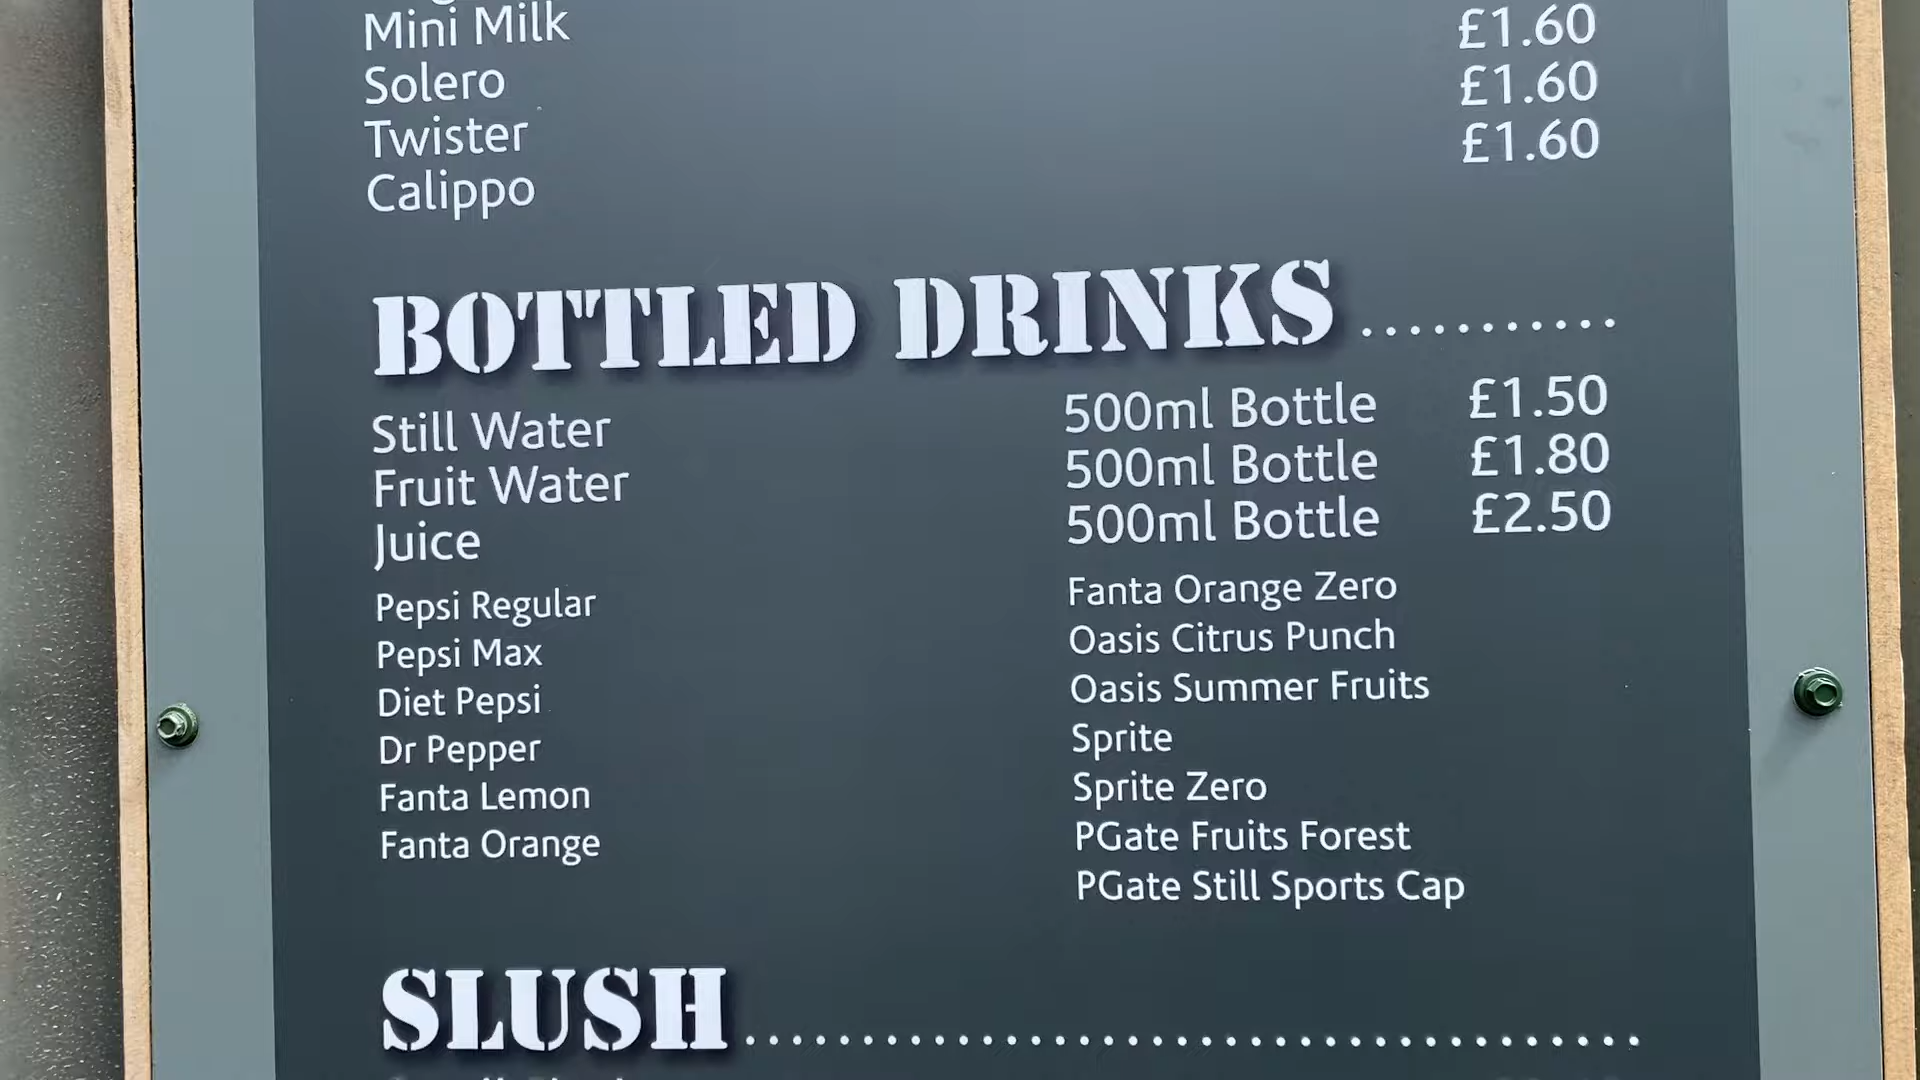 Mini Milk £1.60
Solero £1.60
Twister £1.60
Calippo
BOTTLED DRINKS ...........
Still Water 500ml Bottle £1.50
Fruit Water 500ml Bottle £1.80
Juice 500ml Bottle £2.50
Pepsi Regular
Pepsi Max
Diet Pepsi
Dr Pepper
Fanta Lemon
Fanta Orange
Fanta Orange Zero
Oasis Citrus Punch
Oasis Summer Fruits
Sprite
Sprite Zero
PGate Fruits Forest
PGate Still Sports Cap
SLUSH ..............................................